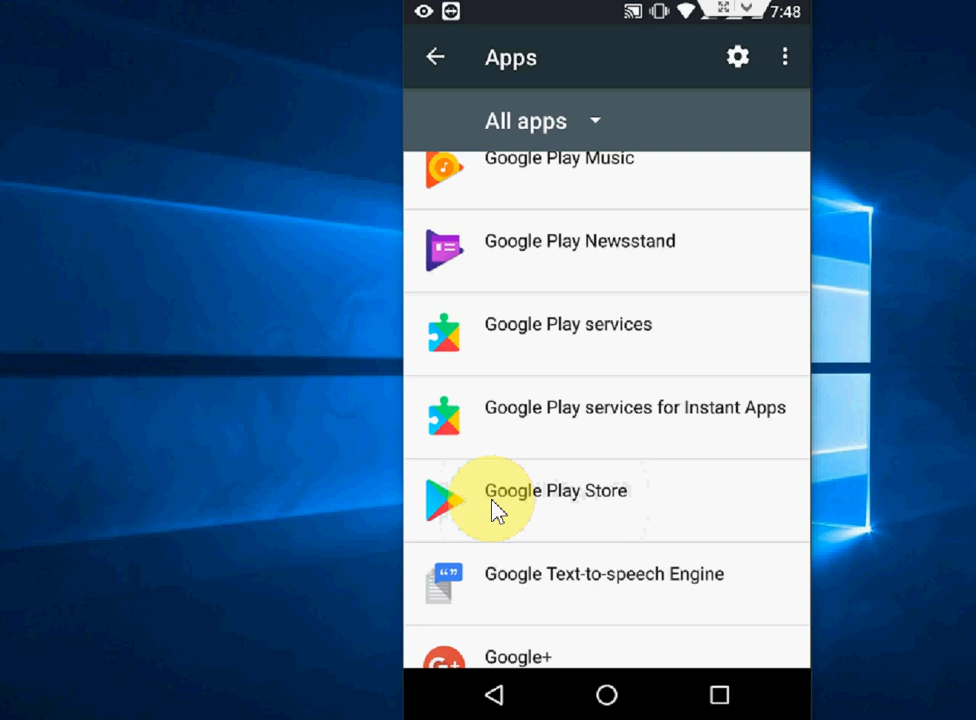 7:48
Apps
All apps
Google Play Music
Google Play Newsstand
Google Play services
Google Play services for Instant Apps
Google Play Store
Google Text-to-speech Engine
Google+